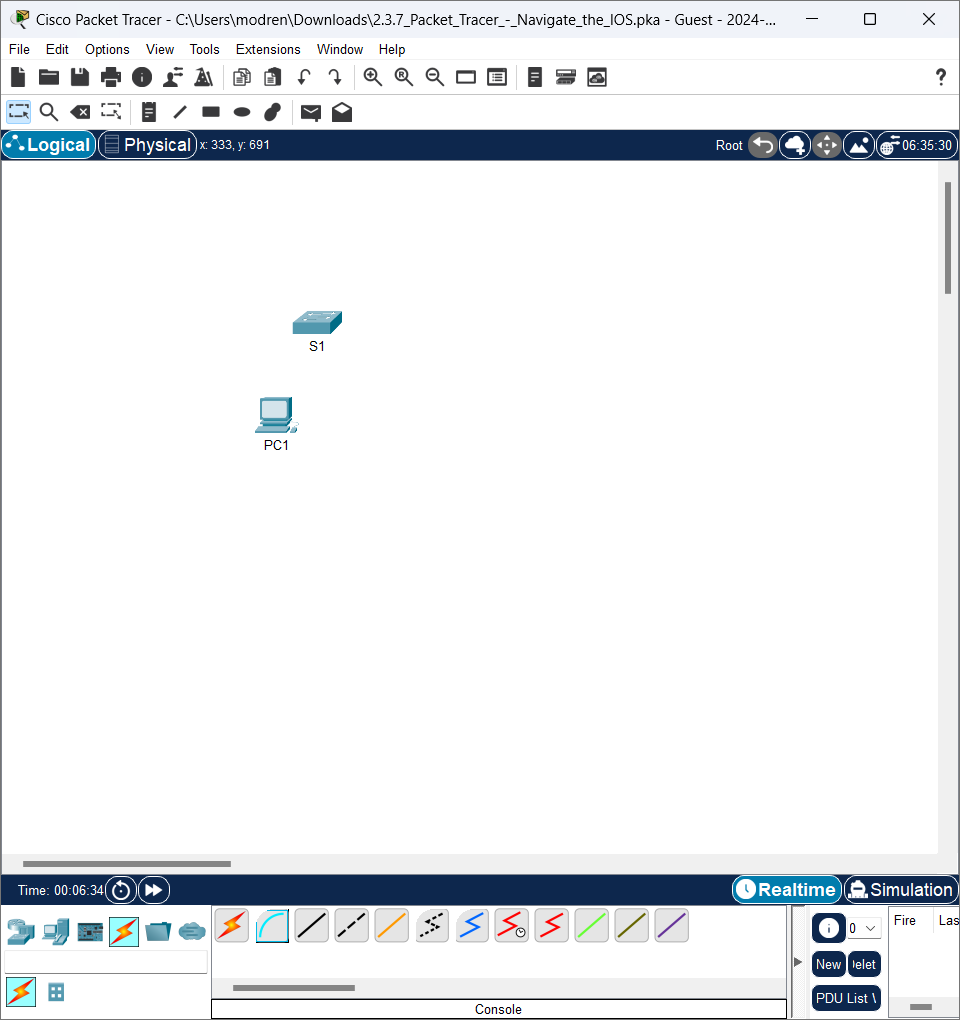 Cisco Packet Tracer - C:\Users\modren\Downloads\2.3.7_Packet_Tracer_-_Navigate_the_IOS.pka - Guest - 2024-...
File Edit Options View Tools Extensions Window Help
?
Logical Physical x: 333, y: 691 Root 06:35:30
S1
PC1
Time: 00:06:34 Realtime Simulation
0 Fire Las
New Delet
PDU List W
Console